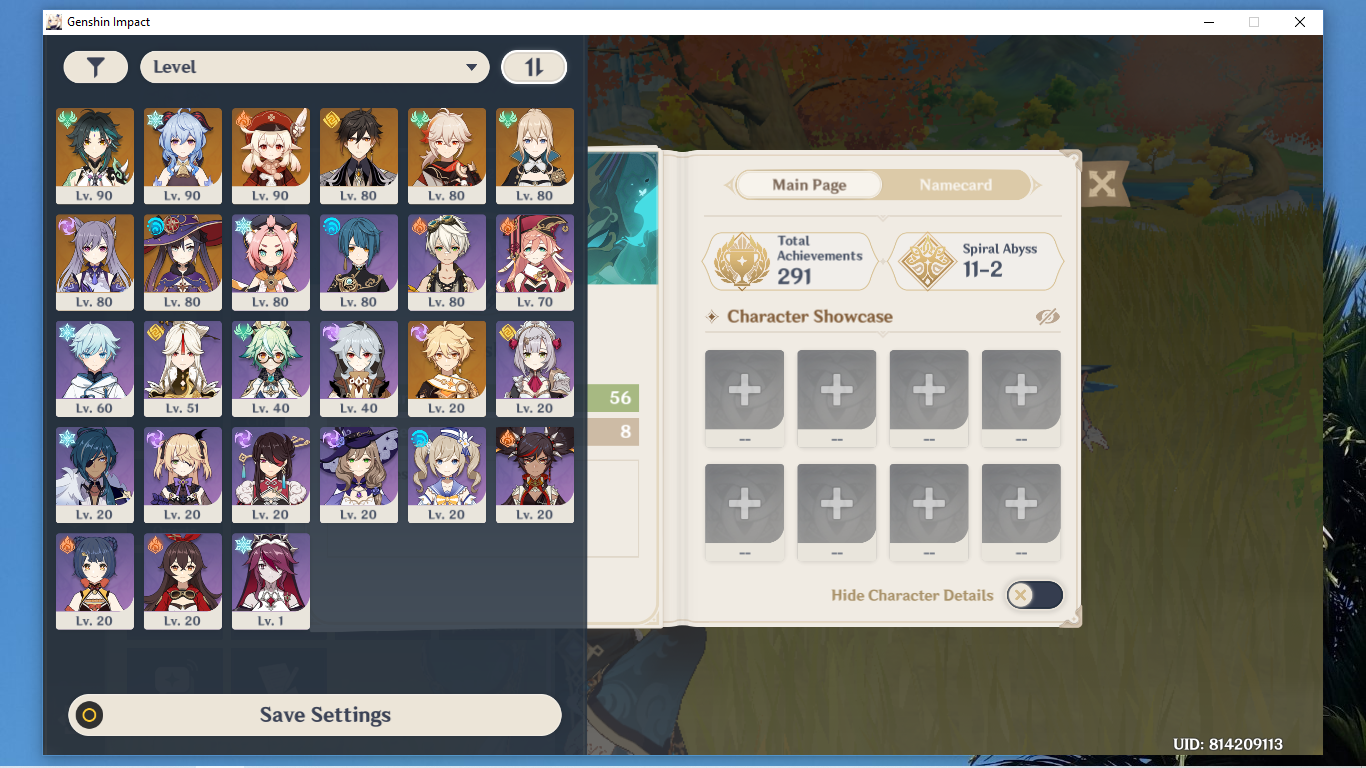 Genshin Impact
Level
Lv. 90 Lv. 90 Lv. 90 Lv. 80 Lv. 80 Lv. 80
Lv. 80 Lv. 80 Lv. 80 Lv. 80 Lv. 80 Lv. 70
Lv. 60 Lv. 51 Lv. 40 Lv. 40 Lv. 20 Lv. 20
Lv. 20 Lv. 20 Lv. 20 Lv. 20 Lv. 20 Lv. 20
Lv. 20 Lv. 20 Lv. 1
Save Settings
56
8
Main Page Namecard
Total
Achievements
291
Spiral Abyss
11-2
Character Showcase
-- -- -- --
-- -- -- --
Hide Character Details
UID: 814209113